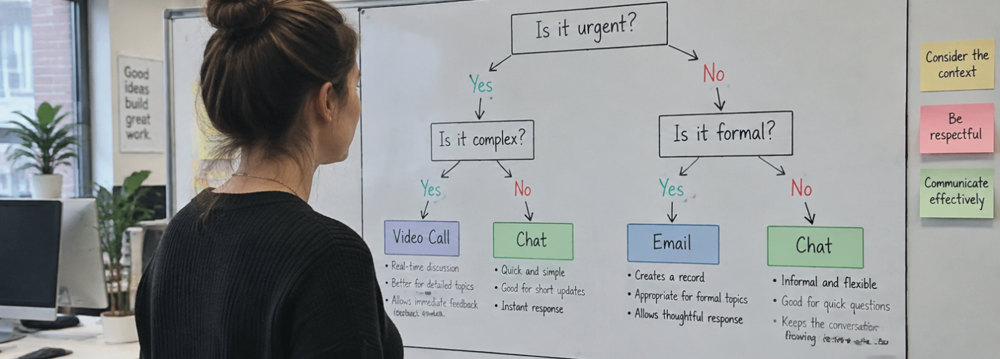 Good
ideas
build
great
work.
Is it urgent?
Yes
No
Is it complex?
Is it formal?
Yes
No
Yes
No
Video Call
Chat
Email
Chat
• Real-time discussion
• Better for detailed topics
• Allows immediate feedback
• Quick and simple
• Good for short updates
• Instant response
• Creates a record
• Appropriate for formal topics
• Allows thoughtful response
• Informal and flexible
• Good for quick questions
• Keeps the conversation
Consider the
context
Be
respectful
Communicate
effectively